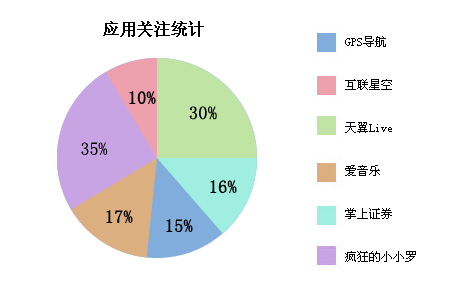 应用关注统计
10%
30%
35%
16%
17%
15%
GPS导航
互联星空
天翼Live
爱音乐
掌上证券
疯狂的小小罗